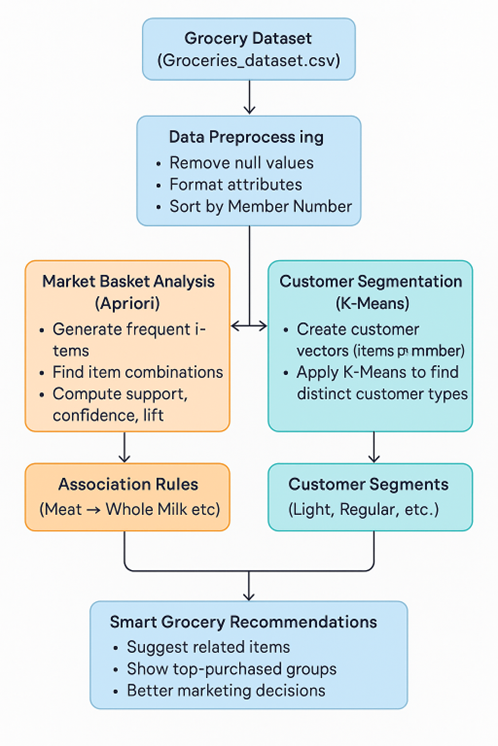 Grocery Dataset
(Groceries_dataset.csv)
Data Preprocess ing
• Remove null values
• Format attributes
• Sort by Member Number
Market Basket Analysis
(Apriori)
• Generate frequent i-
tems
• Find item combinations
• Compute support,
confidence, lift
Customer Segmentation
(K-Means)
• Create customer
vectors (items
• Apply K-Means to find
distinct customer types
Association Rules
(Meat → Whole Milk etc)
Customer Segments
(Light, Regular, etc.)
Smart Grocery Recommendations
• Suggest related items
• Show top-purchased groups
• Better marketing decisions